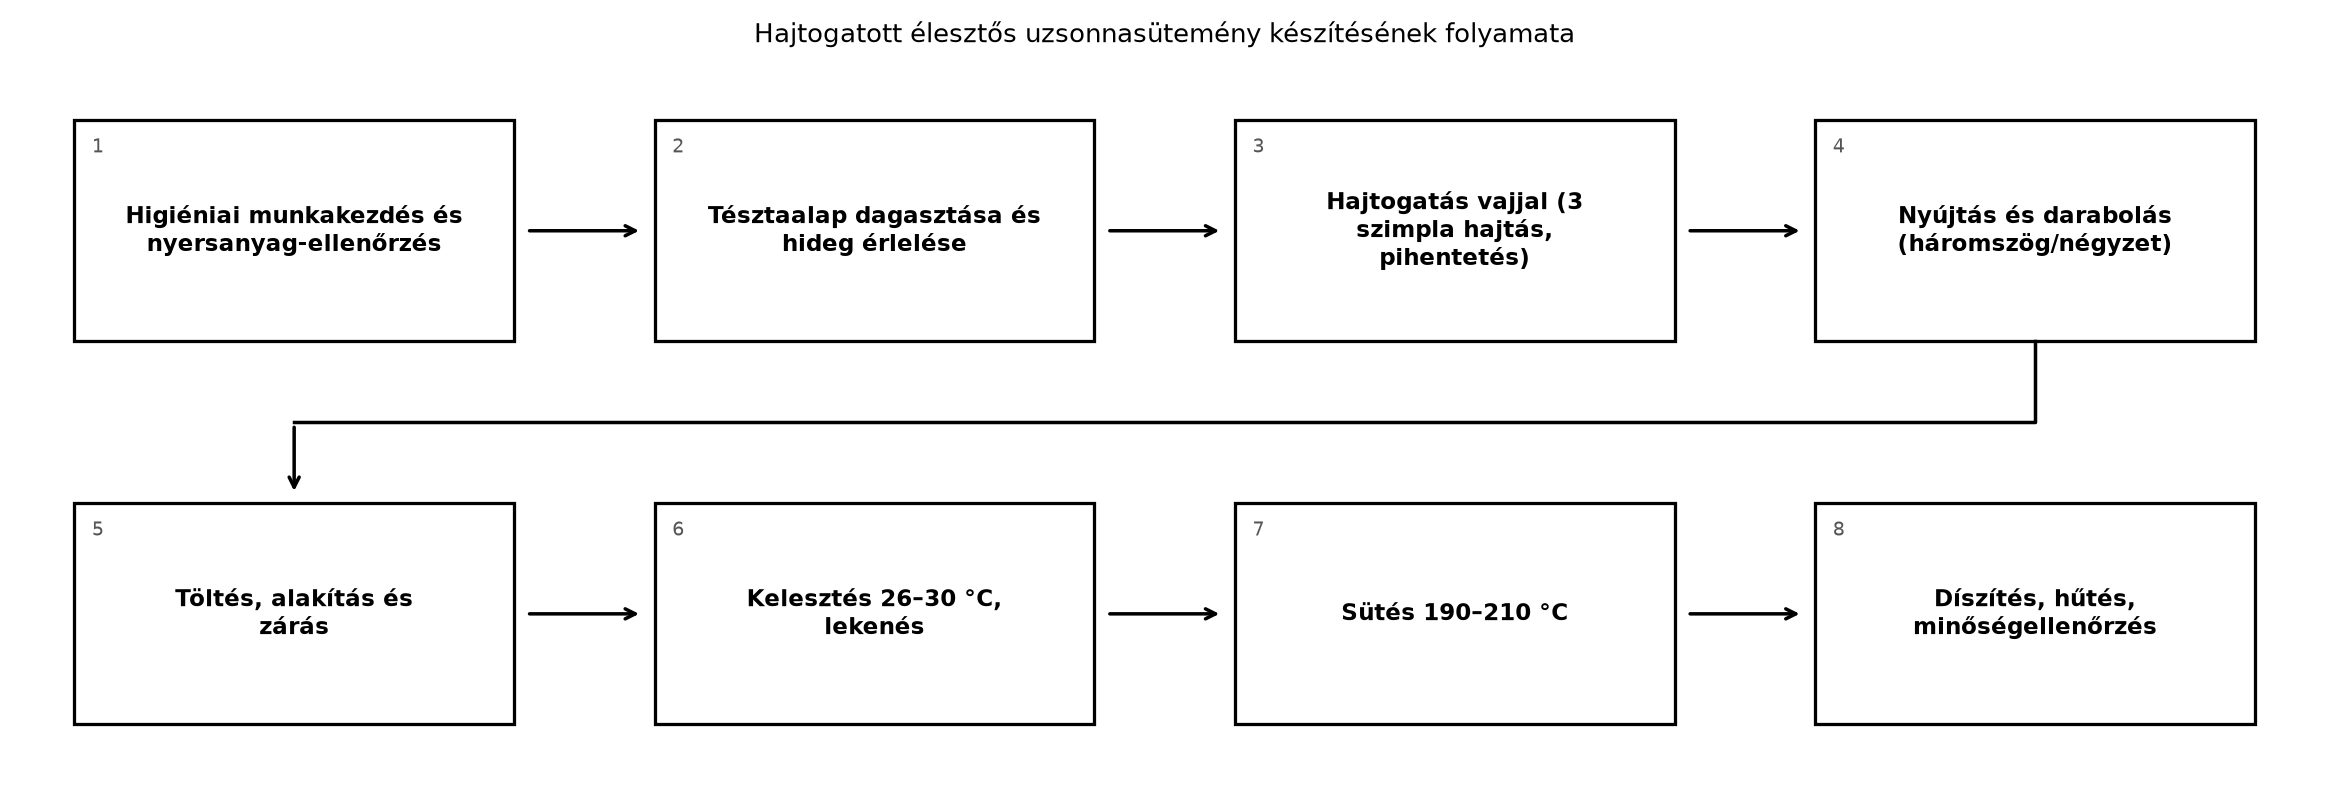 Hajtogatott élesztős uzsonnasütemény készítésének folyamata
1
Higiéniai munkakezdés és
nyersanyag-ellenőrzés
2
Tésztaalap dagasztása és
hideg érlelése
3
Hajtogatás vajjal (3
szimpla hajtás,
pihentetés)
4
Nyújtás és darabolás
(háromszög/négyzet)
5
Töltés, alakítás és
zárás
6
Kelesztés 26–30 °C,
lekenés
7
Sütés 190–210 °C
8
Díszítés, hűtés,
minőségellenőrzés